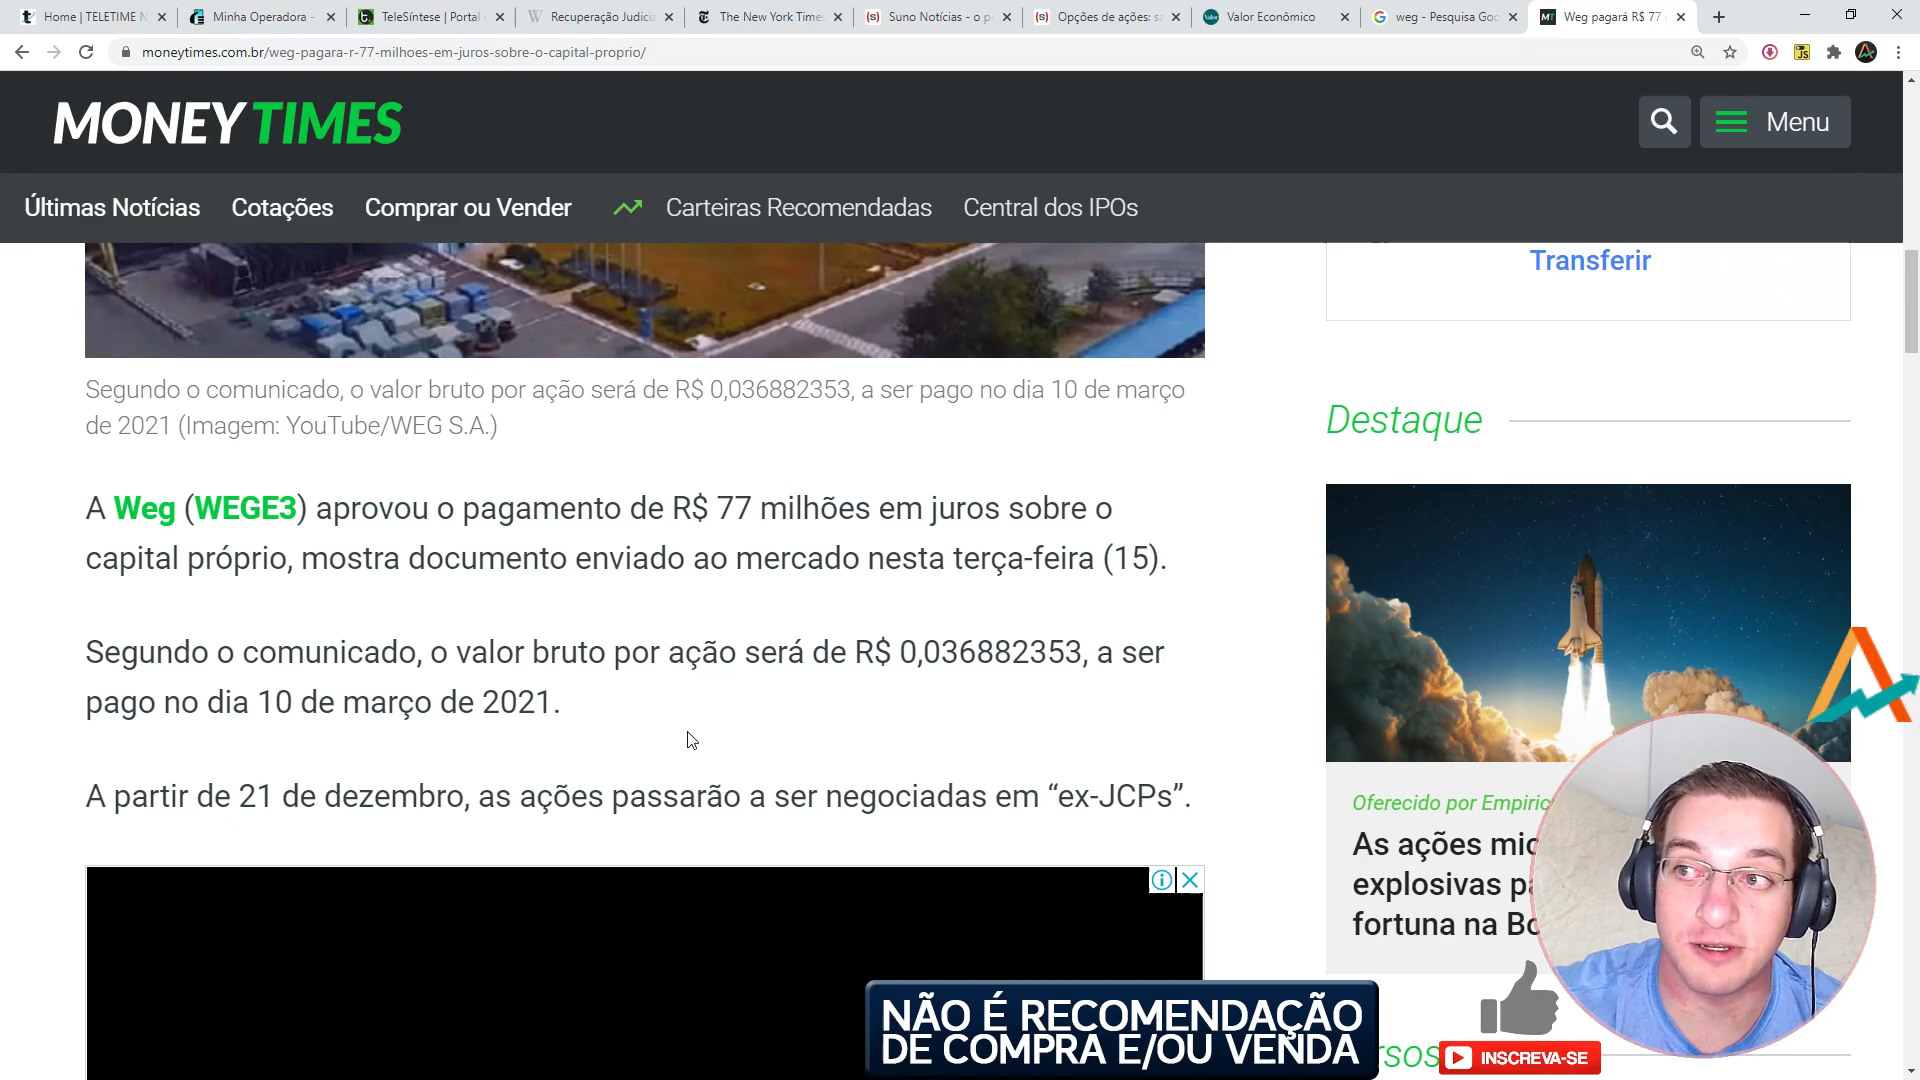 Home | TELETIME N
Minha Operadora -
TeleSíntese | Portal
Recuperação Judicia
The New York Time
Suno Notícias - o p
Opções de ações: sa
Valor Econômico
weg - Pesquisa Goo
Weg pagará R$ 77
moneytimes.com.br/weg-pagara-r-77-milhoes-em-juros-sobre-o-capital-proprio/
MONEY TIMES
Menu
Últimas Notícias
Cotações
Comprar ou Vender
Carteiras Recomendadas
Central dos IPOs
Transferir
Segundo o comunicado, o valor bruto por ação será de R$ 0,036882353, a ser pago no dia 10 de março
de 2021 (Imagem: YouTube/WEG S.A.)
A Weg (WEGE3) aprovou o pagamento de R$ 77 milhões em juros sobre o
capital próprio, mostra documento enviado ao mercado nesta terça-feira (15).
Segundo o comunicado, o valor bruto por ação será de R$ 0,036882353, a ser
pago no dia 10 de março de 2021.
A partir de 21 de dezembro, as ações passarão a ser negociadas em “ex-JCPs”.
Destaque
Oferecido por Empiric
As ações mic
explosivas pa
fortuna na Bo
NÃO É RECOMENDAÇÃO
DE COMPRA E/OU VENDA
rsos
INSCREVA-SE